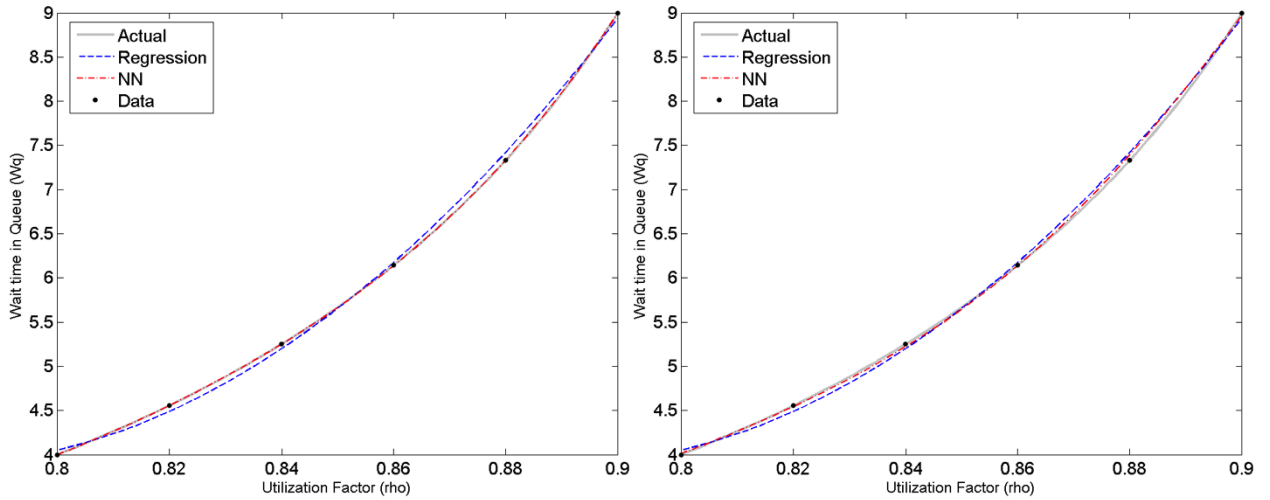 Actual
Regression
NN
Data
9
8.5
8
7.5
7
6.5
6
5.5
5
4.5
4
Wait time in Queue (Wq)
0.8 0.82 0.84 0.86 0.88 0.9
Utilization Factor (rho)
Actual
Regression
NN
Data
9
8.5
8
7.5
7
6.5
6
5.5
5
4.5
4
Wait time in Queue (Wq)
0.8 0.82 0.84 0.86 0.88 0.9
Utilization Factor (rho)